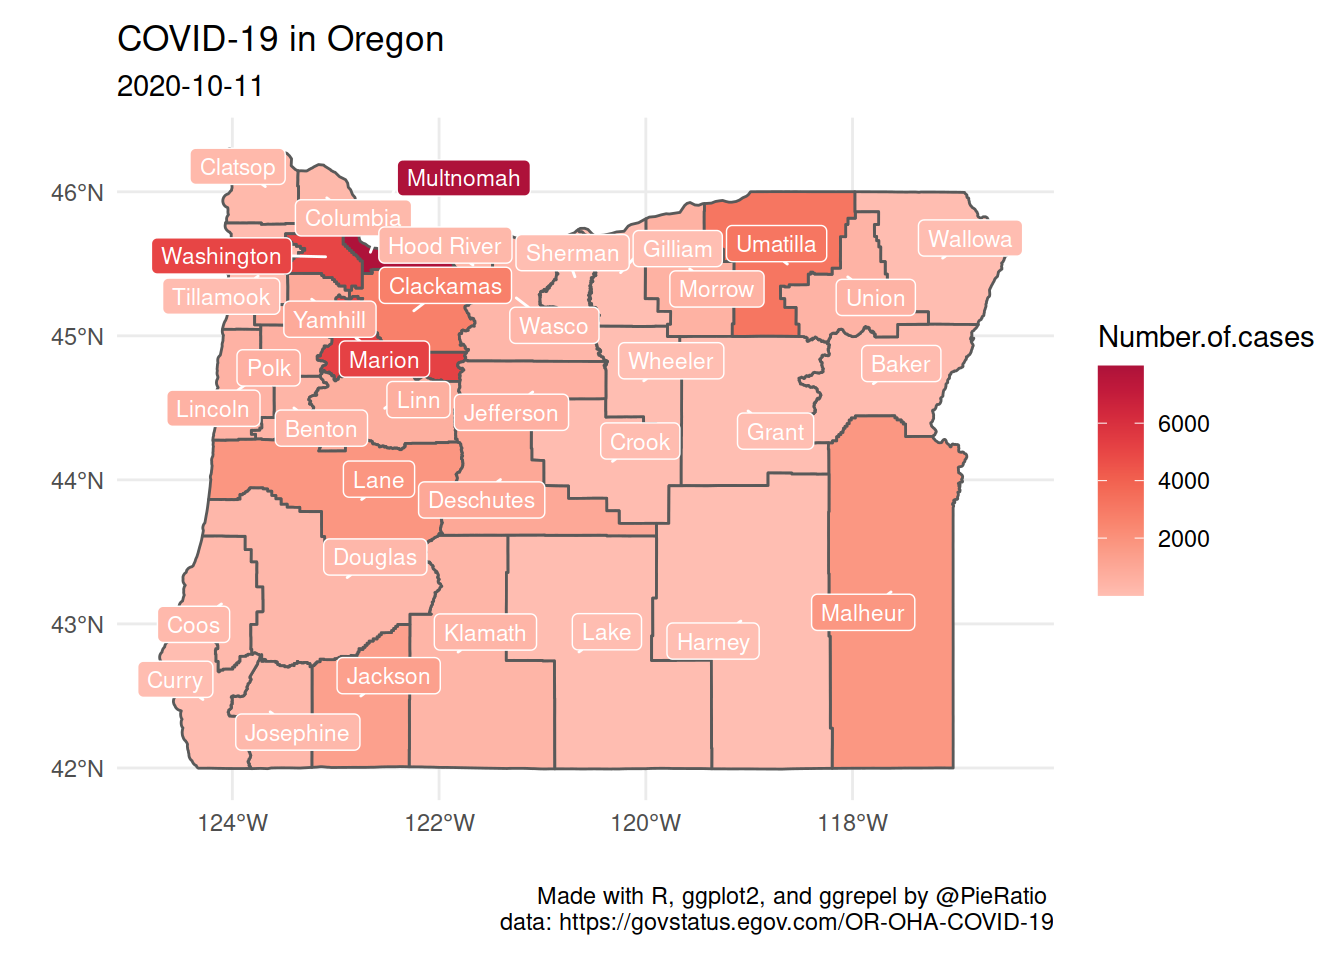 COVID-19 in Oregon
2020-10-11
Clatsop
Multnomah
46°N
Columbia
Hood River
Sherman
Gilliam
Umatilla
Wallowa
Washington
Clackamas
Tillamook
Morrow
Union
Yamhill
Wasco
45°N
Number.of.cases
Marion
Wheeler
Baker
Polk
Linn
Lincoln
Jefferson
Benton
Crook
Grant
6000
44°N
Lane
Deschutes
4000
2000
Douglas
Malheur
43°N
Coos
Klamath
Lake
Harney
Curry
Jackson
Josephine
42°N
124°W 122°W 120°W 118°W
Made with R, ggplot2, and ggrepel by @PieRatio
data: https://govstatus.egov.com/OR-OHA-COVID-19